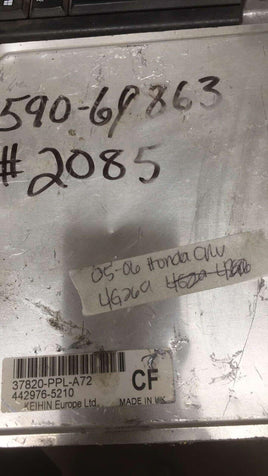 590-69863
#2085
05-06 Honda CRV
4G26a
37820-PPL-A72
442976-5210
KEIHIN Europe Ltd.
MADE IN UK
CF